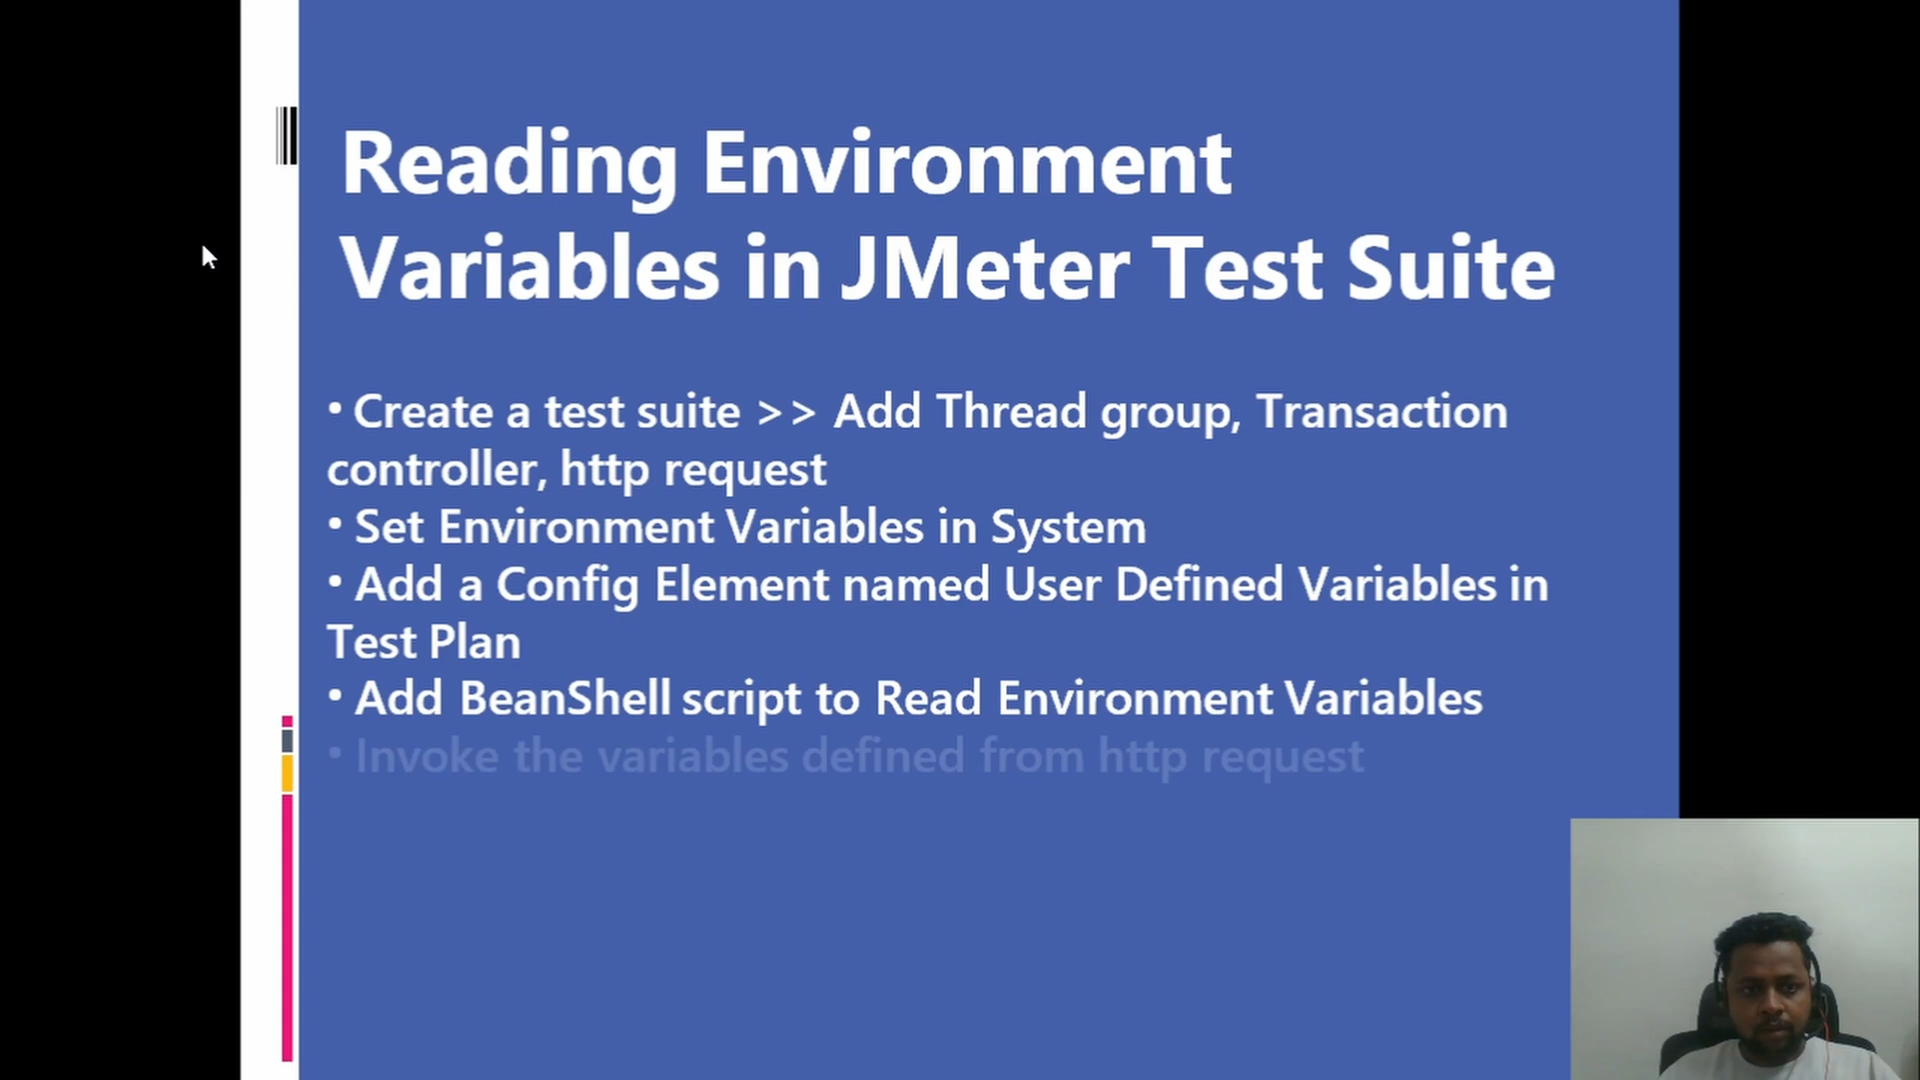 Reading Environment
Variables in JMeter Test Suite
• Create a test suite >> Add Thread group, Transaction
controller, http request
• Set Environment Variables in System
• Add a Config Element named User Defined Variables in
Test Plan
• Add BeanShell script to Read Environment Variables
• Invoke the variables defined from http request